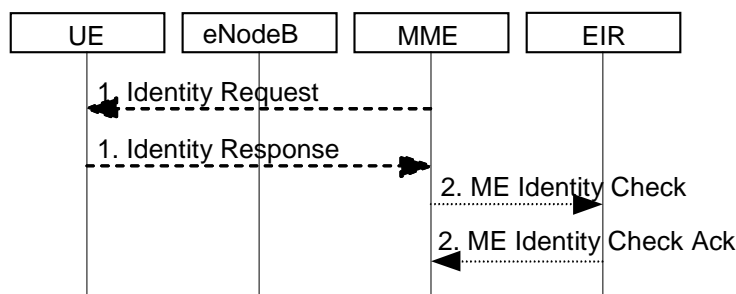 UE eNodeB MME EIR
1. Identity Request
1. Identity Response
2. ME Identity Check
2. ME Identity Check Ack